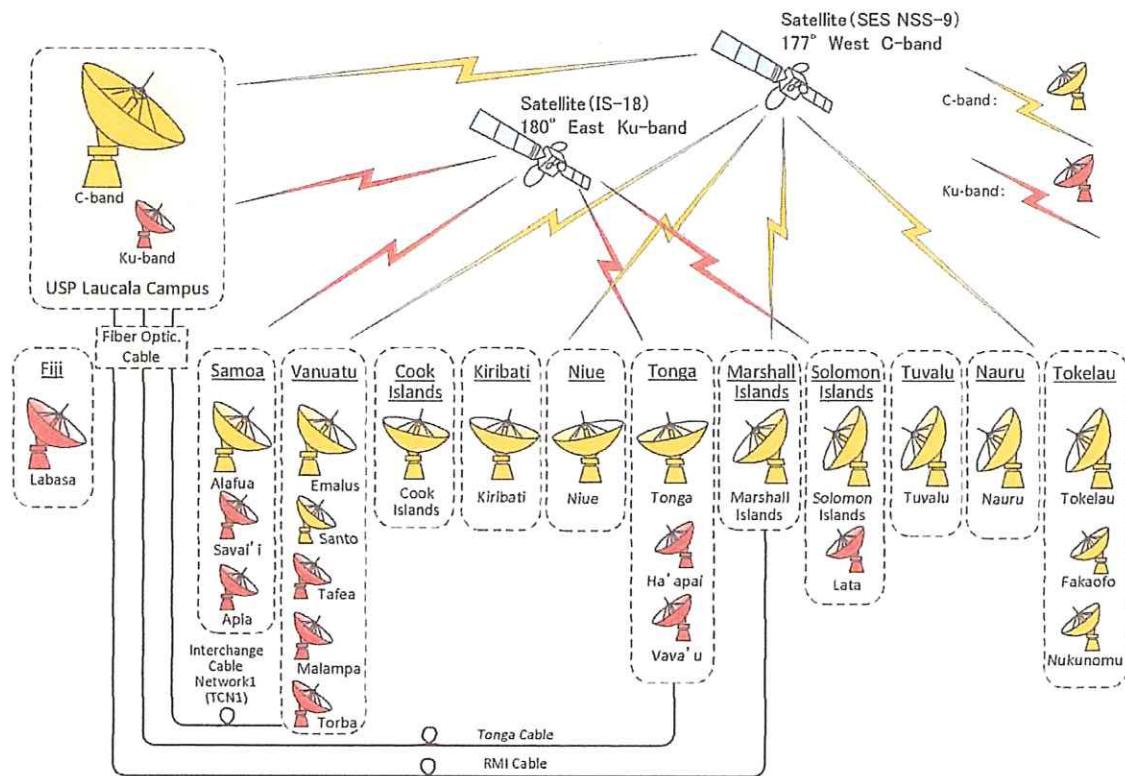 Satellite(SES NSS-9)
177° West C-band
Satellite(IS-18)
180° East Ku-band
C-band:
Ku-band:
C-band
Ku-band
USP Laucala Campus
Fiber Optic.
Cable
Fiji
Labasa
Samoa
Alafua
Savai'i
Apia
Vanuatu
Emalus
Santo
Tafea
Malampa
Torba
Cook
Islands
Cook
Islands
Kiribati
Kiribati
Niue
Niue
Tonga
Tonga
Ha'apai
Vava'u
Marshall
Islands
Marshall
Islands
Solomon
Islands
Solomon
Islands
Lata
Tuvalu
Tuvalu
Nauru
Nauru
Tokelau
Tokelau
Fakaofo
Nukunomu
Interchange
Cable
Network1
(TCN1)
Tonga Cable
RMI Cable